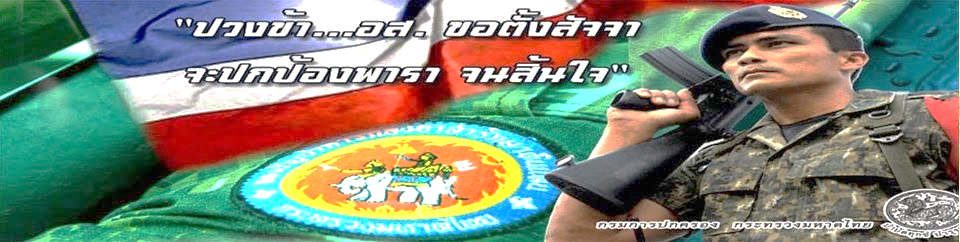 "ปวงข้า...อส. ขอตั้งสัจจา
จะปกป้องพารา จนสิ้นใจ"
กรมการปกครอง กระทรวงมหาดไทย